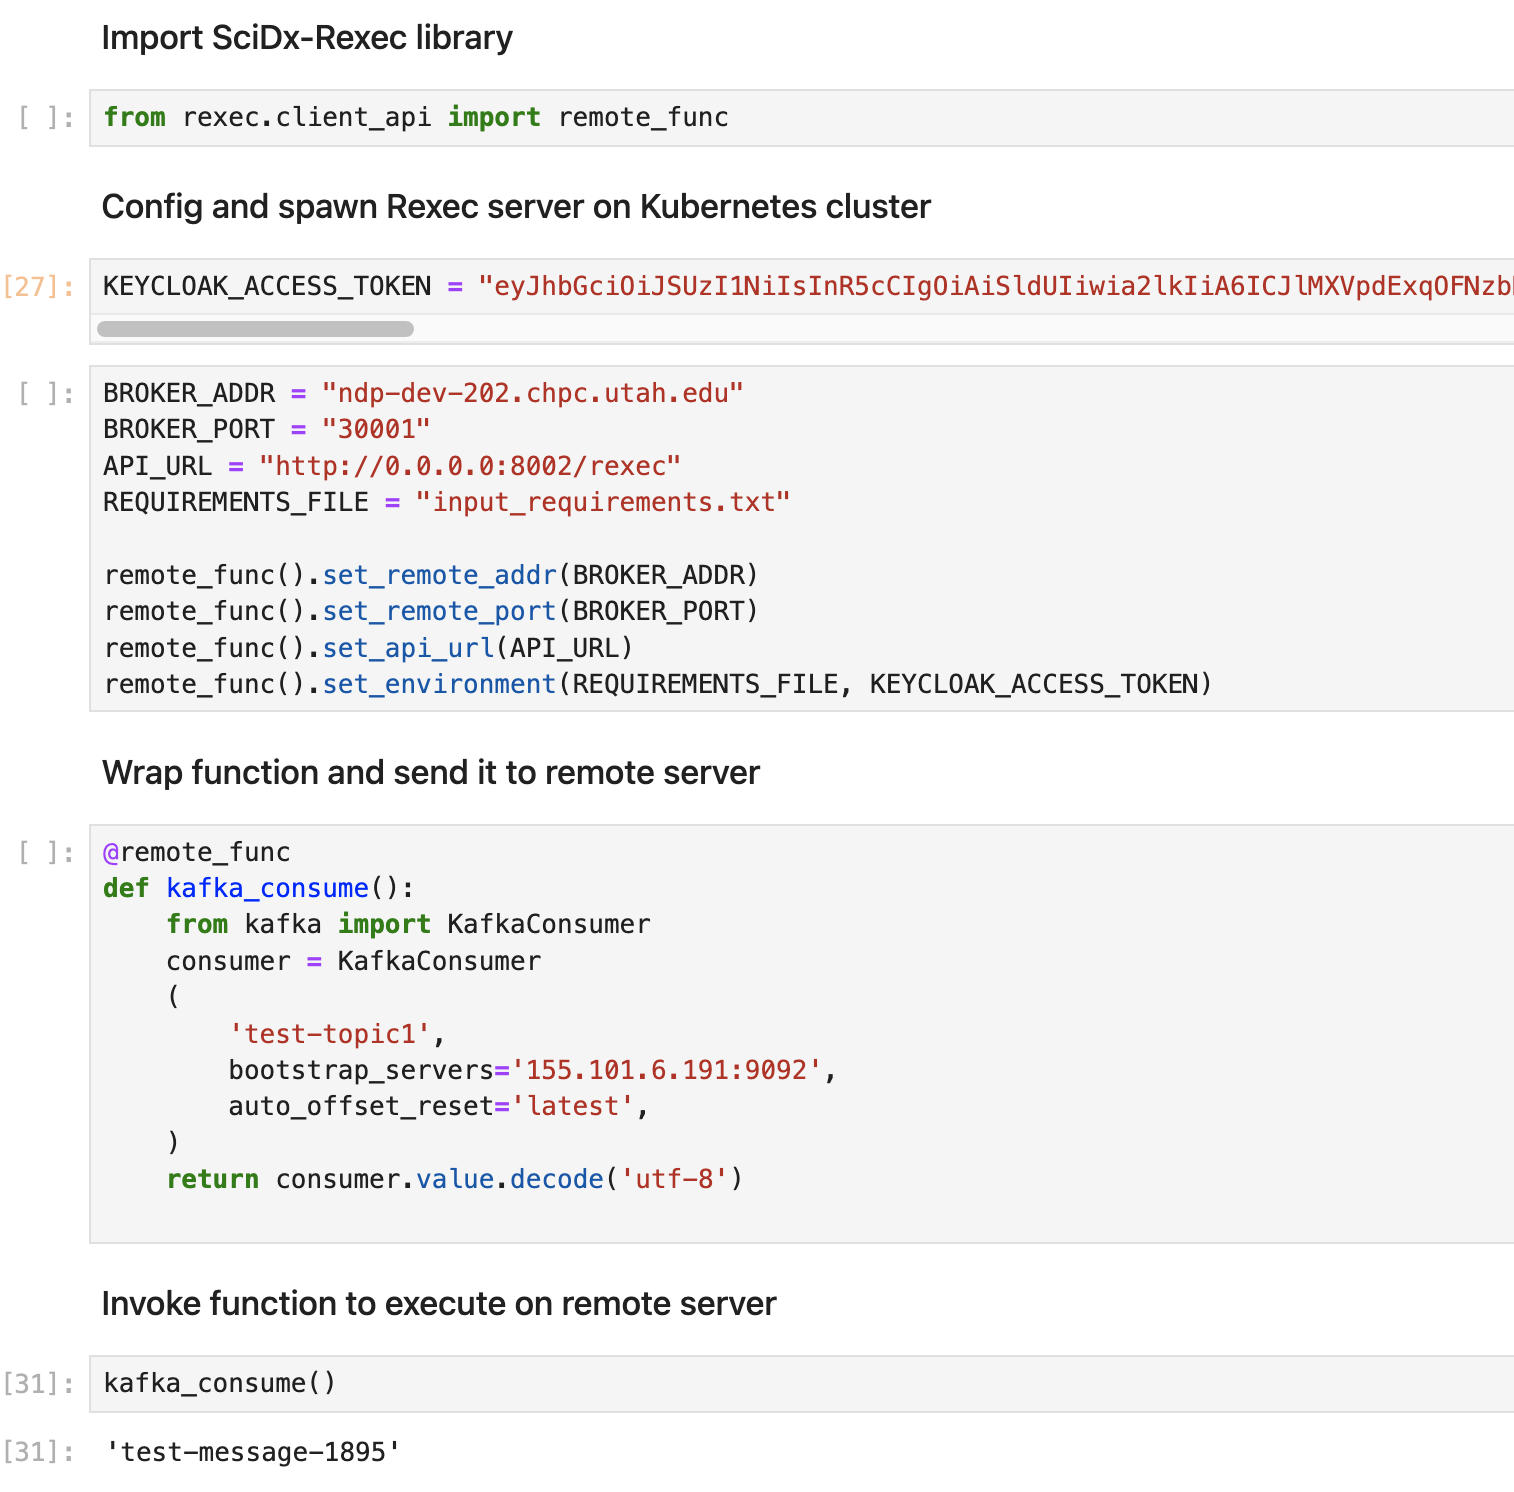 Import SciDx-Rexec library
[ ]: from rexec.client_api import remote_func
Config and spawn Rexec server on Kubernetes cluster
[27]: KEYCLOAK_ACCESS_TOKEN = "eyJhbGciOiJSUzI1NiIsInR5cCIgOiAiSldUIiwia2lkIiA6ICJlMXVpdExqOFNzb
[ ]: BROKER_ADDR = "ndp-dev-202.chpc.utah.edu"
BROKER_PORT = "30001"
API_URL = "http://0.0.0.0:8002/rexec"
REQUIREMENTS_FILE = "input_requirements.txt"
remote_func().set_remote_addr(BROKER_ADDR)
remote_func().set_remote_port(BROKER_PORT)
remote_func().set_api_url(API_URL)
remote_func().set_environment(REQUIREMENTS_FILE, KEYCLOAK_ACCESS_TOKEN)
Wrap function and send it to remote server
[ ]: @remote_func
def kafka_consume():
    from kafka import KafkaConsumer
    consumer = KafkaConsumer
    (
        'test-topic1',
        bootstrap_servers='155.101.6.191:9092',
        auto_offset_reset='latest',
    )
    return consumer.value.decode('utf-8')
Invoke function to execute on remote server
[31]: kafka_consume()
[31]: 'test-message-1895'